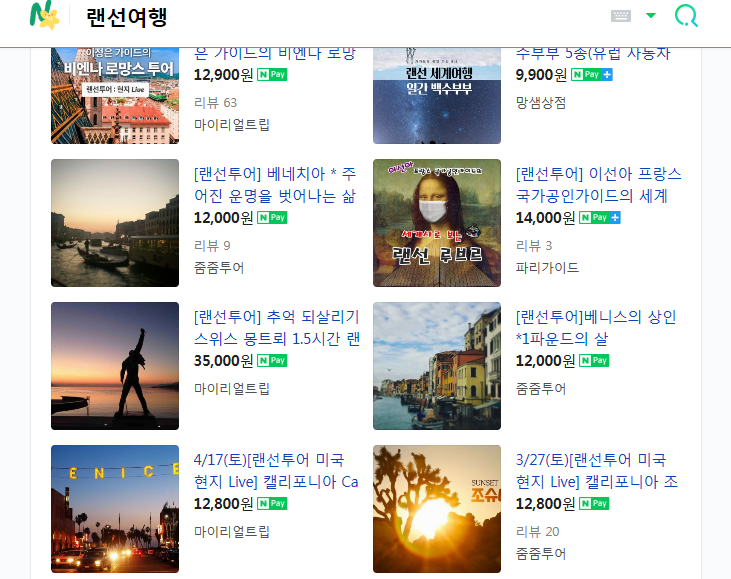 랜선여행
이정은 가이드의
비엔나 로망스 투어
랜선투어 : 현지 Live
은 가이드의 비엔나 로망
12,900원 N Pay
리뷰 63
마이리얼트립
랜선 세계여행
일간 백수부부
수부부 5종(유럽 자동차
9,900원 N Pay +
망샘상점
[랜선투어] 베네치아 * 주
어진 운명을 벗어나는 삶
12,000원 N Pay
리뷰 9
줌줌투어
이선아
세계사로 보는
랜선 루브르
[랜선투어] 이선아 프랑스
국가공인가이드의 세계
14,000원 N Pay +
리뷰 3
파리가이드
[랜선투어] 추억 되살리기
스위스 몽트뢰 1.5시간 랜
35,000원 N Pay
마이리얼트립
[랜선투어]베니스의 상인
*1파운드의 살
12,000원 N Pay
줌줌투어
ENICE
4/17(토)[랜선투어 미국
현지 Live] 캘리포니아 Ca
12,800원 N Pay
마이리얼트립
SUNSET
조슈
3/27(토)[랜선투어 미국
현지 Live] 캘리포니아 조
12,800원 N Pay
리뷰 20
줌줌투어